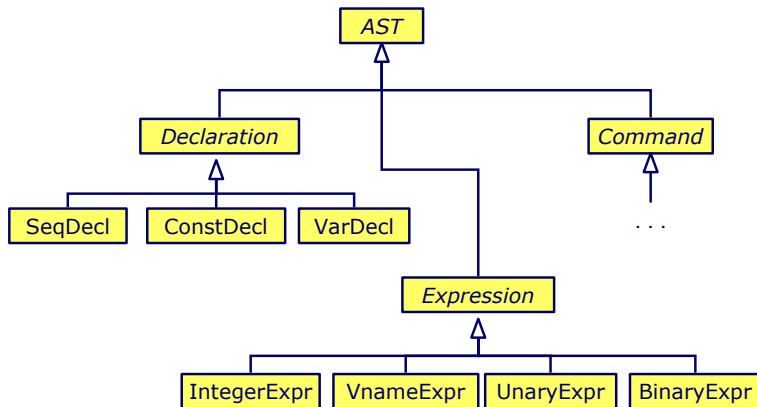 AST
Declaration
Command
SeqDecl ConstDecl VarDecl
. . .
Expression
IntegerExpr VnameExpr UnaryExpr BinaryExpr